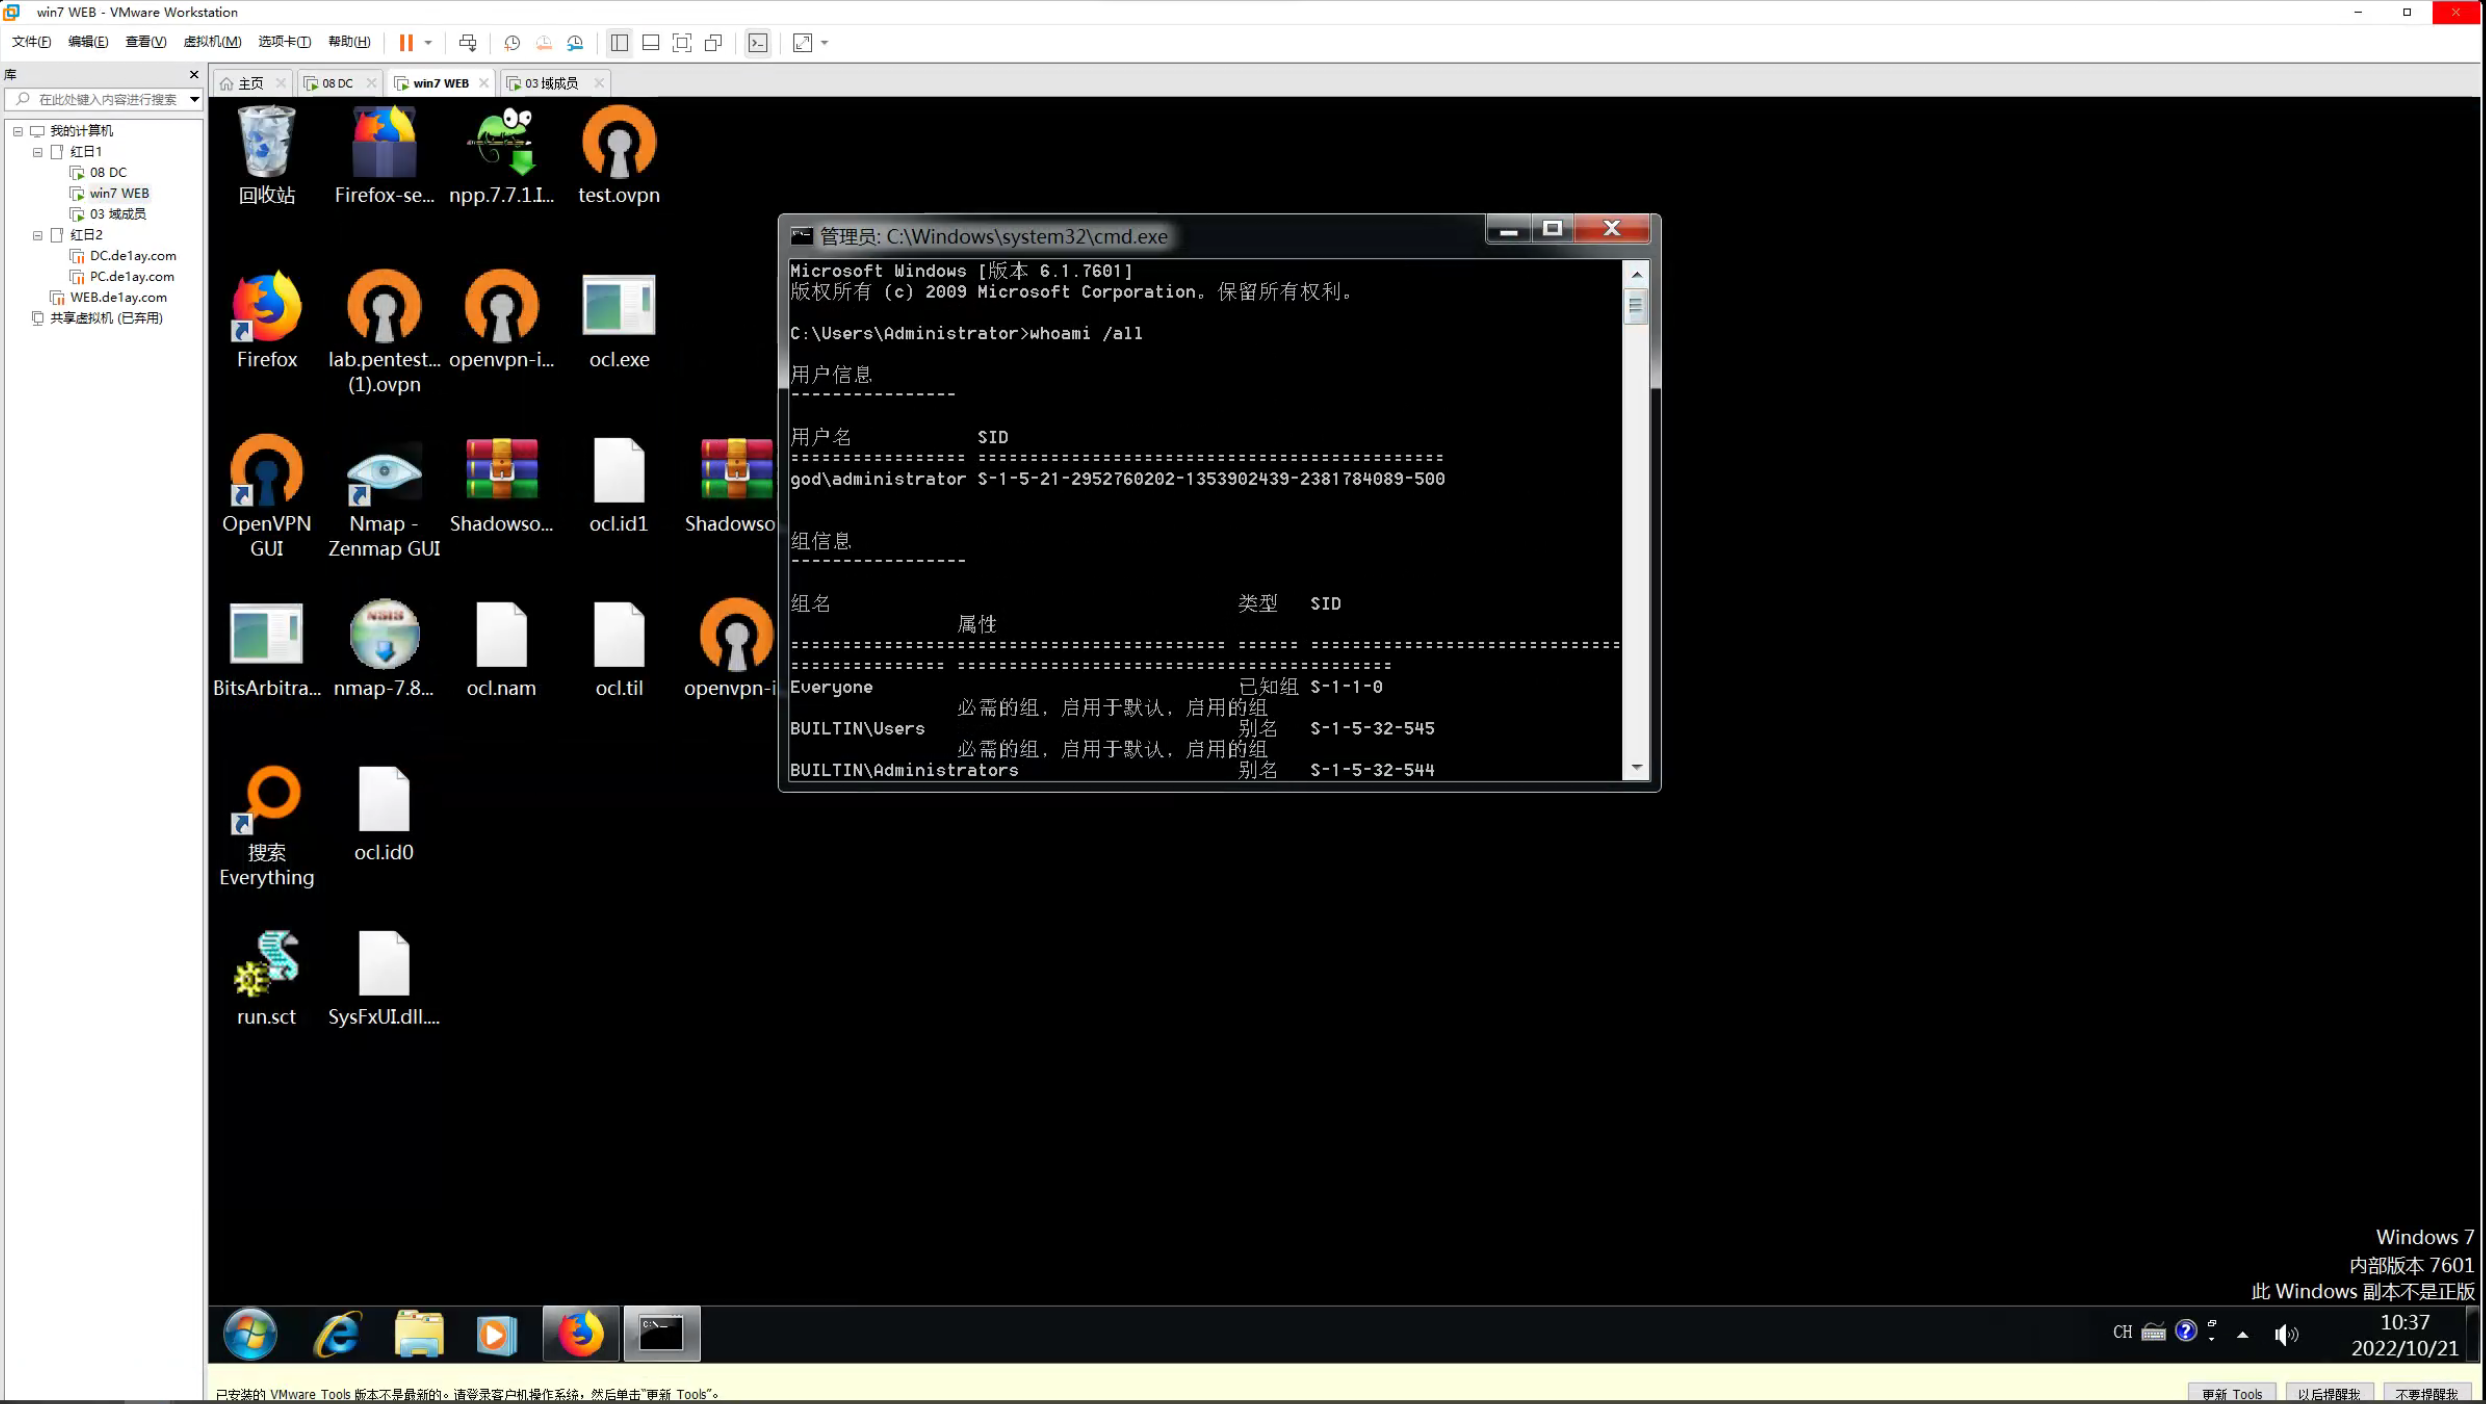 win7 WEB - VMware Workstation
文件(F) 编辑(E) 查看(V) 虚拟机(M) 选项卡(T) 帮助(H)
库
主页
08 DC
win7 WEB
03 域成员
在此处键入内容进行搜索
我的计算机
红日1
08 DC
win7 WEB
03 域成员
红日2
DC.de1ay.com
PC.de1ay.com
WEB.de1ay.com
共享虚拟机 (已弃用)
回收站
Firefox-se...
npp.7.7.1.I...
test.ovpn
Firefox
lab.pentest...
(1).ovpn
openvpn-i...
ocl.exe
OpenVPN
GUI
Nmap -
Zenmap GUI
Shadowso...
ocl.id1
Shadowso
BitsArbitra...
nmap-7.8...
NSIS
ocl.nam
ocl.til
openvpn-i
搜索
Everything
ocl.id0
run.sct
SysFxUI.dll....
管理员: C:\Windows\system32\cmd.exe
Microsoft Windows [版本 6.1.7601]
版权所有 (c) 2009 Microsoft Corporation。保留所有权利。
C:\Users\Administrator>whoami /all
用户信息
----------------
用户名 SID
================= =============================================
god\administrator S-1-5-21-2952760202-1353902439-2381784089-500
组信息
-----------------
组名 类型 SID
属性
========================================== ====== ==============================
=============== ==========================================
Everyone 已知组 S-1-1-0
必需的组, 启用于默认, 启用的组
BUILTIN\Users 别名 S-1-5-32-545
必需的组, 启用于默认, 启用的组
BUILTIN\Administrators 别名 S-1-5-32-544
Windows 7
内部版本 7601
此 Windows 副本不是正版
C:\
CH
10:37
2022/10/21
已安装的 VMware Tools 版本不是最新的。请登录客户机操作系统，然后单击“更新 Tools”。
更新 Tools
以后提醒我
不要提醒我